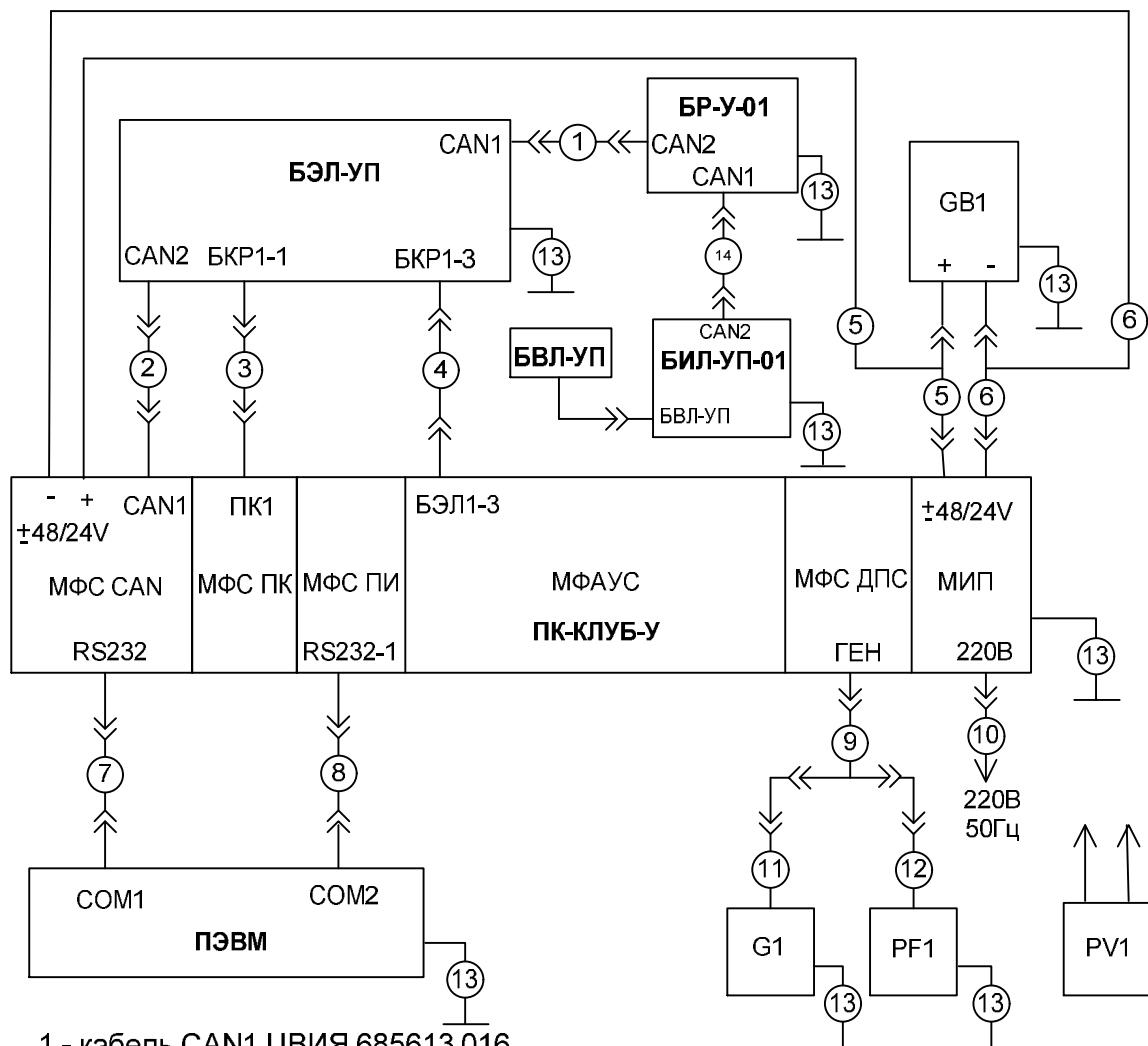 БР-У-01
CAN1
1
CAN2
БЭЛ-УП
CAN1
13
GB1
CAN2
БКР1-1
БКР1-3
13
14
+
-
13
5
6
CAN2
2
3
4
БВЛ-УП
БИЛ-УП-01
5
6
БВЛ-УП
13
-
+
CAN1
ПК1
БЭЛ1-3
±48/24V
±48/24V
МФС CAN
МФС ПК
МФС ПИ
МФАУС
МФС ДПС
МИП
ПК-КЛУБ-У
RS232
RS232-1
ГЕН
220В
13
7
8
9
10
220В
50Гц
COM1
COM2
11
12
ПЭВМ
G1
PF1
PV1
13
13
13
1 - кабель CAN1 ЦВИЯ.685613.016